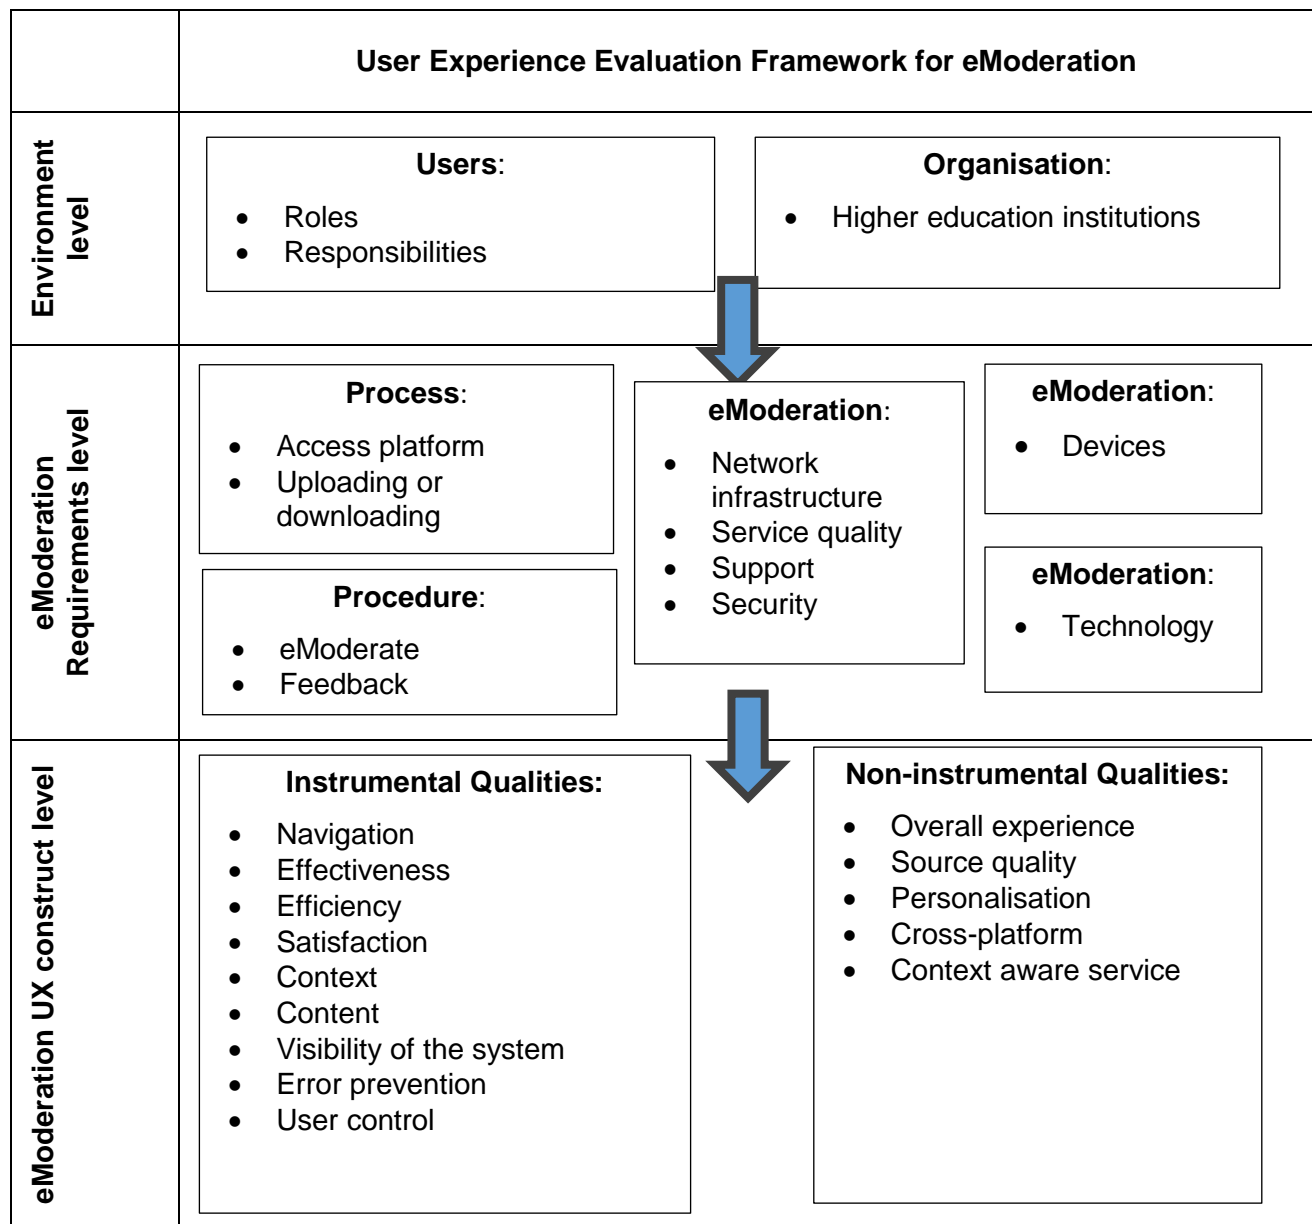 User Experience Evaluation Framework for eModeration
Environment
level
Users:
• Roles
• Responsibilities
Organisation:
• Higher education institutions
eModeration
Requirements level
Process:
• Access platform
• Uploading or
downloading
Procedure:
• eModerate
• Feedback
eModeration:
• Network
infrastructure
• Service quality
• Support
• Security
eModeration:
• Devices
eModeration:
• Technology
eModeration UX construct level
Instrumental Qualities:
• Navigation
• Effectiveness
• Efficiency
• Satisfaction
• Context
• Content
• Visibility of the system
• Error prevention
• User control
Non-instrumental Qualities:
• Overall experience
• Source quality
• Personalisation
• Cross-platform
• Context aware service